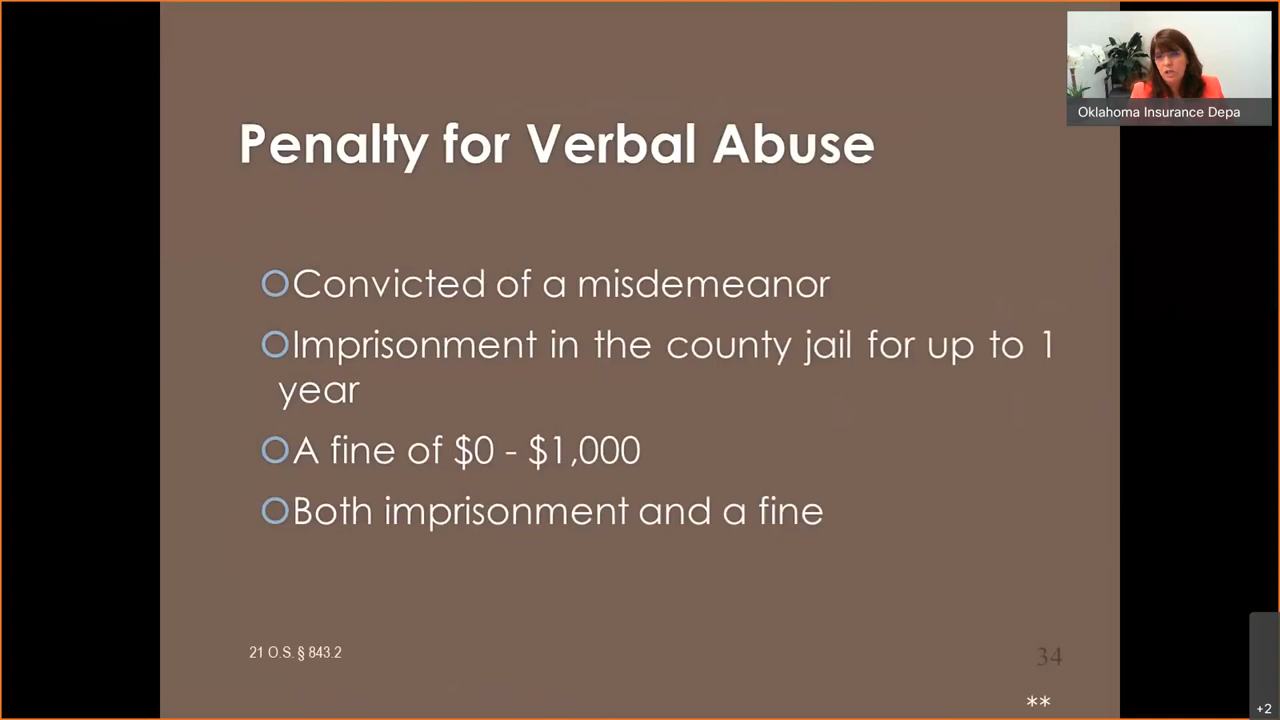 Oklahoma Insurance Depa
Penalty for Verbal Abuse
Convicted of a misdemeanor
Imprisonment in the county jail for up to 1
year
A fine of $0 - $1,000
Both imprisonment and a fine
21 O.S. § 843.2
34
**
+2